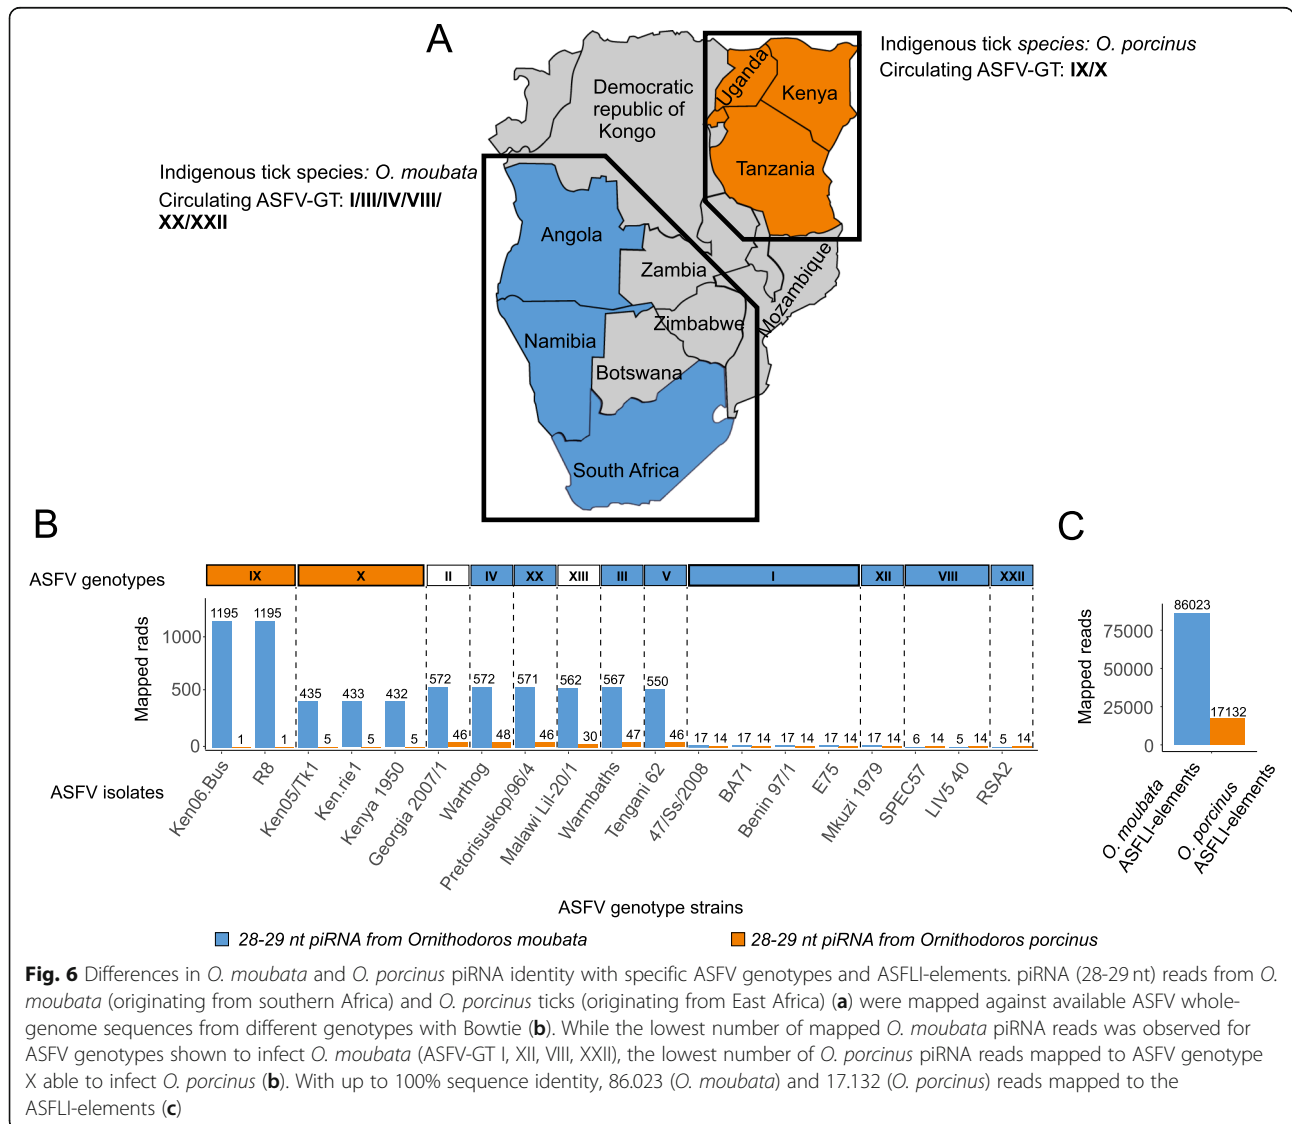 A
Indigenous tick species: O. porcinus
Circulating ASFV-GT: IX/X
Uganda
Kenya
Tanzania
Democratic
republic of
Kongo
Indigenous tick species: O. moubata
Circulating ASFV-GT: I/III/IV/VIII/
XX/XXII
Angola
Zambia
Mozambique
Zimbabwe
Namibia
Botswana
South Africa
B
ASFV genotypes
IX X II IV XX XIII III V I XII VIII XXII
Mapped rads
1000
500
0
1195 1 1195 1 435 5 433 5 432 5 572 46 572 48 571 46 562 30 567 47 550 46 17 14 17 14 17 14 17 14 17 14 6 14 5 14 5 14
ASFV isolates
Ken06.Bus
R8
Ken05/Tk1
Ken.rie1
Kenya 1950
Georgia 2007/1
Warthog
Pretorisuskop/96/4
Malawi Lil-20/1
Warmbaths
Tengani 62
47/Ss/2008
BA71
Benin 97/1
E75
Mkuzi 1979
SPEC57
LIV5 40
RSA2
ASFV genotype strains
28-29 nt piRNA from Ornithodoros moubata
28-29 nt piRNA from Ornithodoros porcinus
C
Mapped reads
75000
50000
25000
0
86023
17132
O. moubata
ASFLI-elements
O. porcinus
ASFLI-elements
Fig. 6 Differences in O. moubata and O. porcinus piRNA identity with specific ASFV genotypes and ASFLI-elements. piRNA (28-29 nt) reads from O.
moubata (originating from southern Africa) and O. porcinus ticks (originating from East Africa) (a) were mapped against available ASFV whole-
genome sequences from different genotypes with Bowtie (b). While the lowest number of mapped O. moubata piRNA reads was observed for
ASFV genotypes shown to infect O. moubata (ASFV-GT I, XII, VIII, XXII), the lowest number of O. porcinus piRNA reads mapped to ASFV genotype
X able to infect O. porcinus (b). With up to 100% sequence identity, 86.023 (O. moubata) and 17.132 (O. porcinus) reads mapped to the
ASFLI-elements (c)